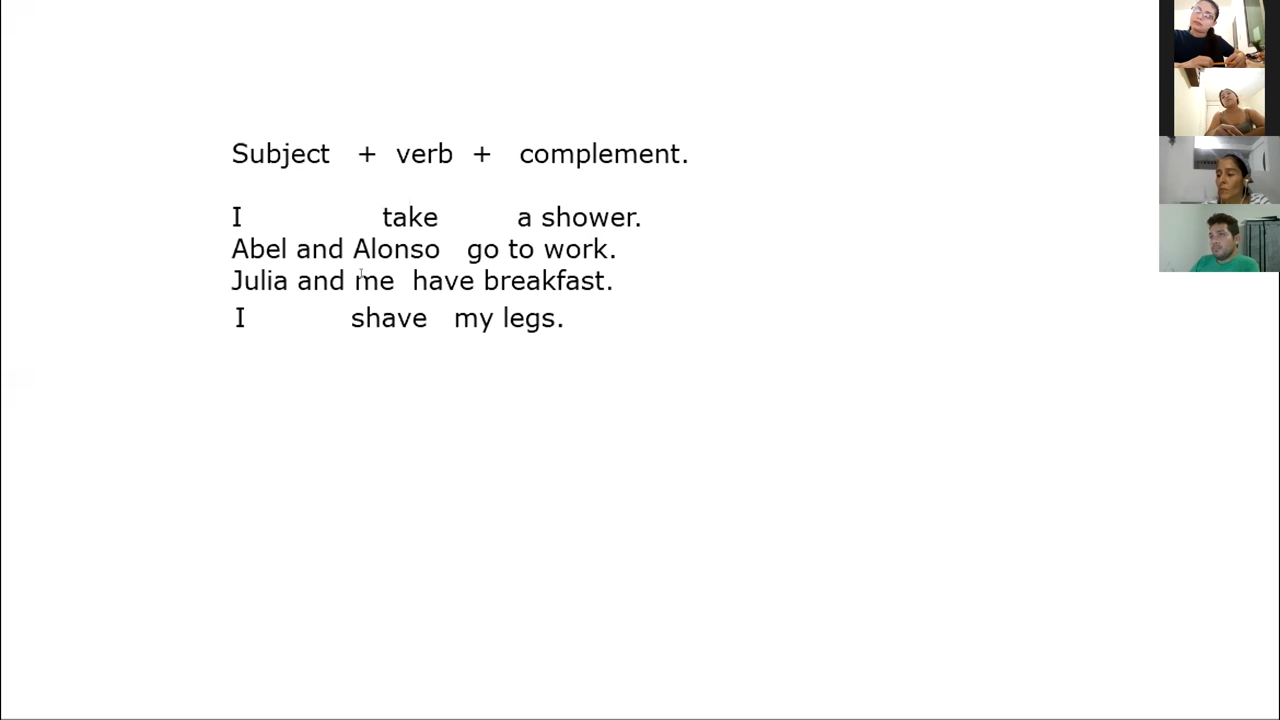 Subject + verb + complement.
I take a shower.
Abel and Alonso go to work.
Julia and me have breakfast.
I shave my legs.